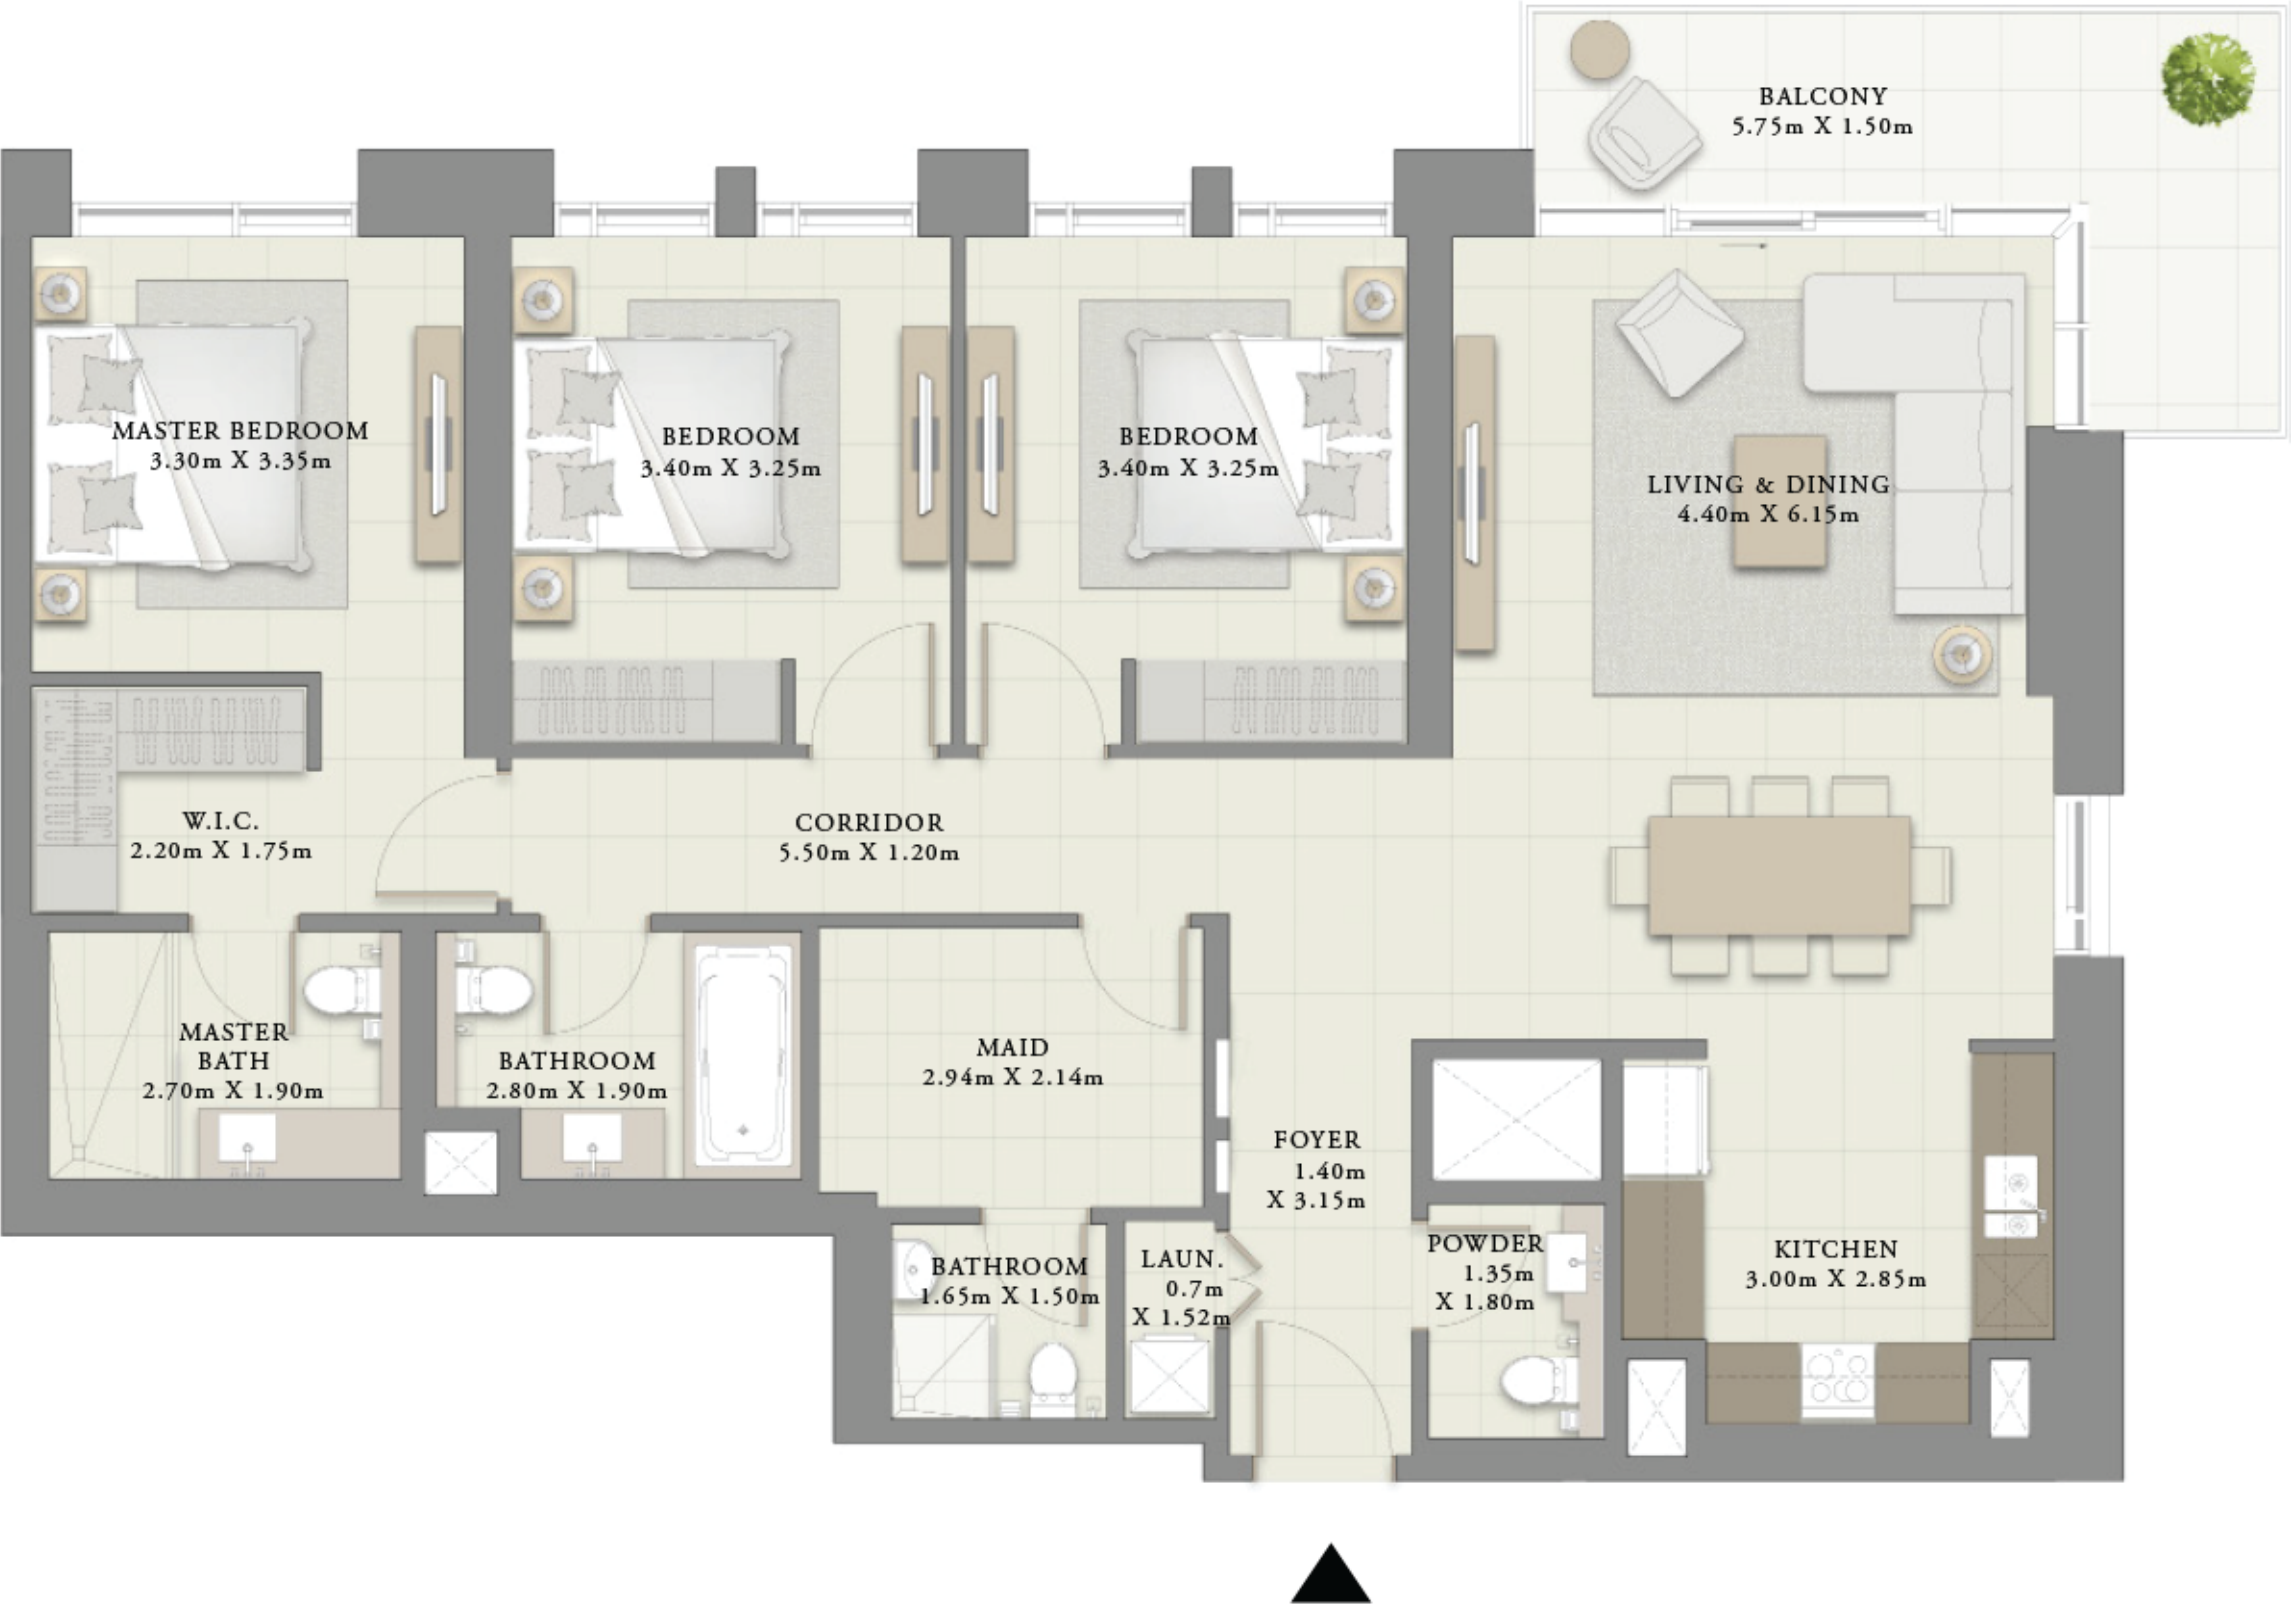 BALCONY
5.75m X 1.50m
MASTER BEDROOM
3.30m X 3.35m
BEDROOM
3.40m X 3.25m
BEDROOM
3.40m X 3.25m
LIVING & DINING
4.40m X 6.15m
W.I.C.
2.20m X 1.75m
CORRIDOR
5.50m X 1.20m
MASTER
BATH
2.70m X 1.90m
BATHROOM
2.80m X 1.90m
MAID
2.94m X 2.14m
FOYER
1.40m
X 3.15m
BATHROOM
1.65m X 1.50m
LAUN.
0.7m
X 1.52m
POWDER
1.35m
X 1.80m
KITCHEN
3.00m X 2.85m